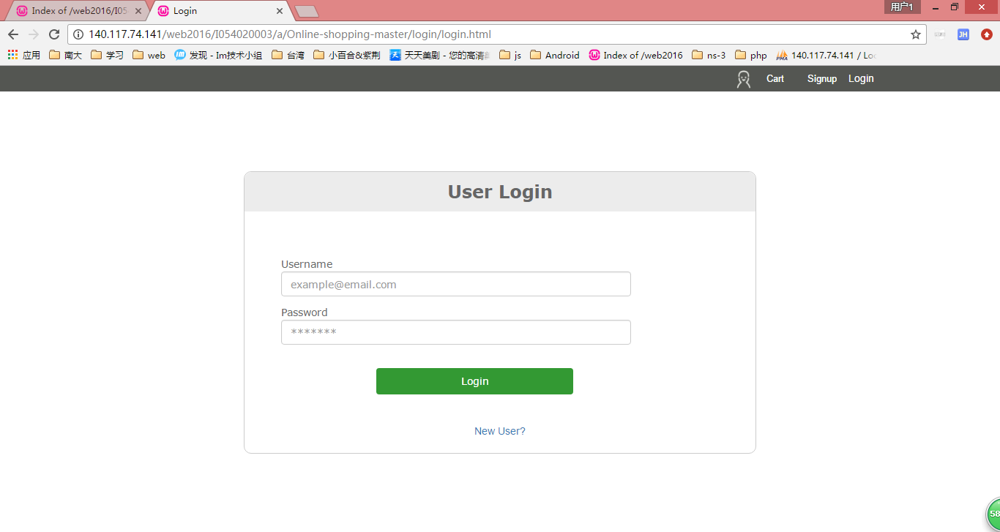 Index of /web2016/I05
Login
用户1
140.117.74.141/web2016/I054020003/a/Online-shopping-master/login/login.html
JH
应用 南大 学习 web 发现 - Im技术小组 台湾 小百合&紫荆 天天美剧 - 您的高清美 js Android Index of /web2016 ns-3 php 140.117.74.141 / Lo
Cart Signup Login
User Login
Username
example@email.com
Password
*******
Login
New User?
58